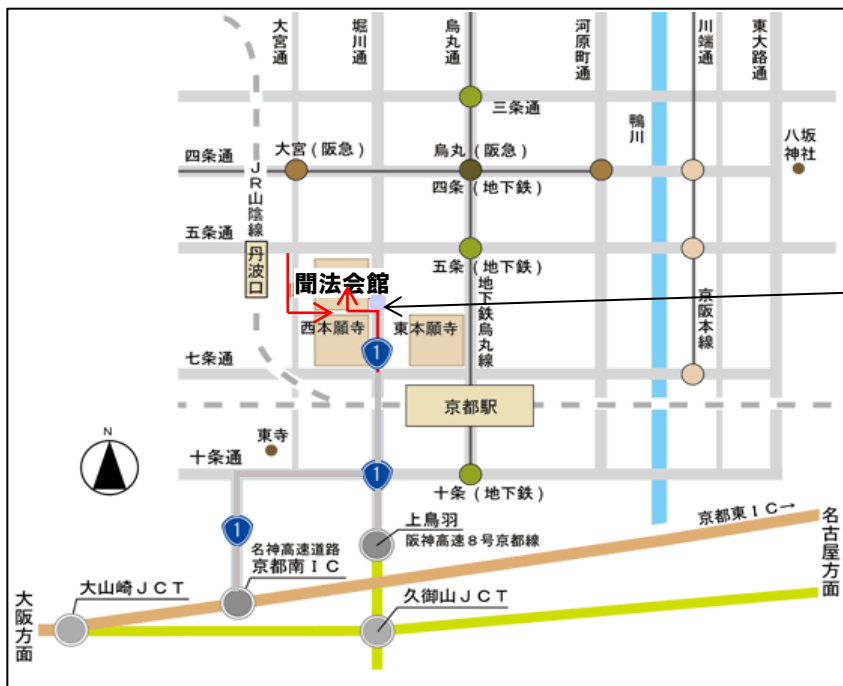 大宮通
堀川通
烏丸通
河原町通
川端通
東大路通
三条通
鴨川
八坂
神社
四条通
大宮(阪急)
烏丸(阪急)
四条(地下鉄)
JR山陰線
丹波口
五条通
五条(地下鉄)
聞法会館
地下鉄烏丸線
京阪本線
西本願寺
東本願寺
1
七条通
京都駅
N
東寺
十条通
1
十条(地下鉄)
1
上鳥羽
阪神高速8号京都線
京都東IC→
名古屋方面
名神高速道路
京都南IC
大山崎JCT
久御山JCT
大阪方面